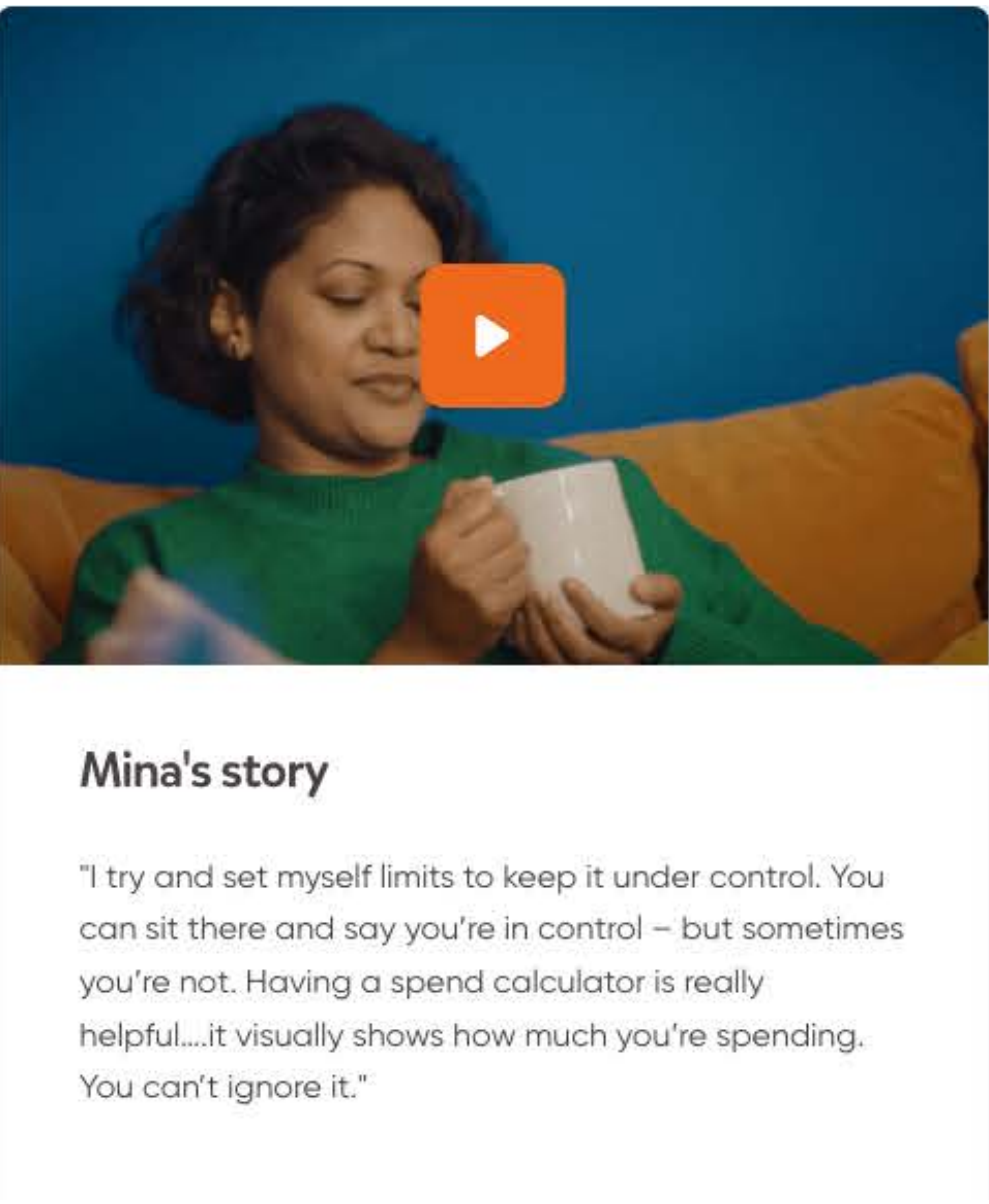 Mina's story
"I try and set myself limits to keep it under control. You
can sit there and say you’re in control – but sometimes
you’re not. Having a spend calculator is really
helpful....it visually shows how much you’re spending.
You can’t ignore it."